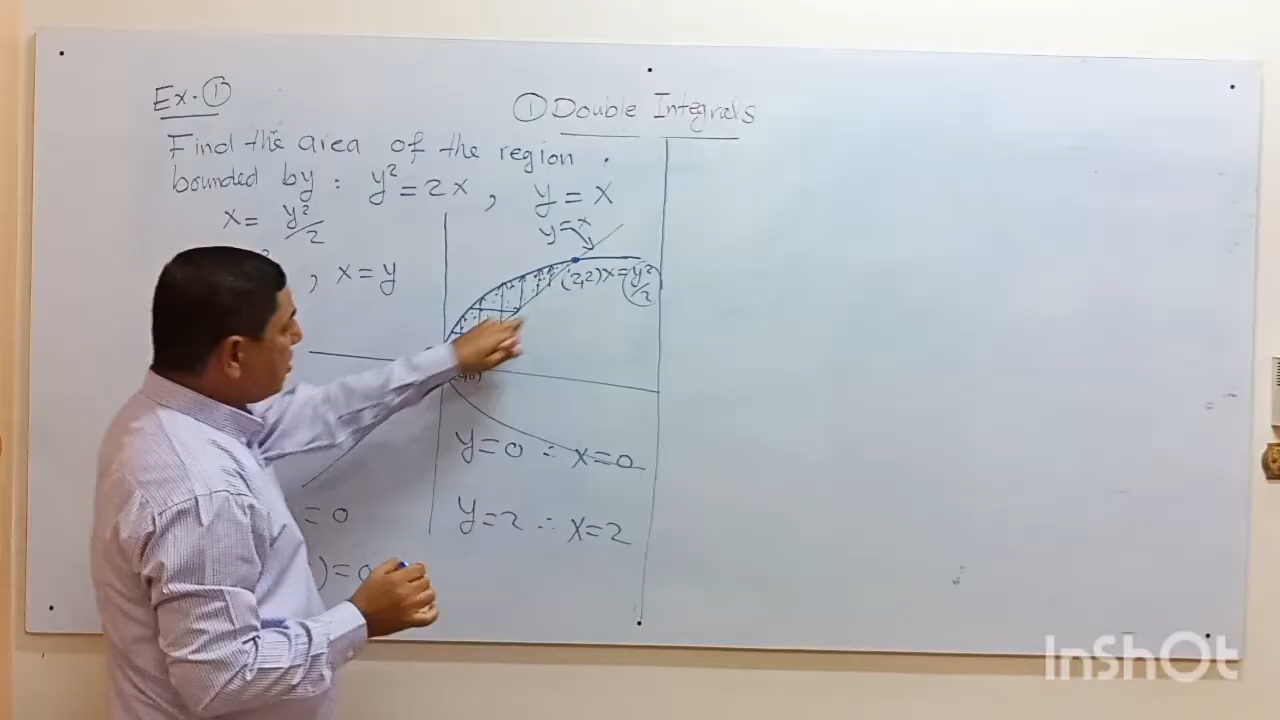 Ex. ①
① Double Integrals
Find the area of the region .
bounded by : y² = 2x , y = x
x = y²/2
, x = y
y = x
(2,2) x = y²/2
y = 0 ∴ x = 0
y = 2 ∴ x = 2
= 0
) = 0
InShOt